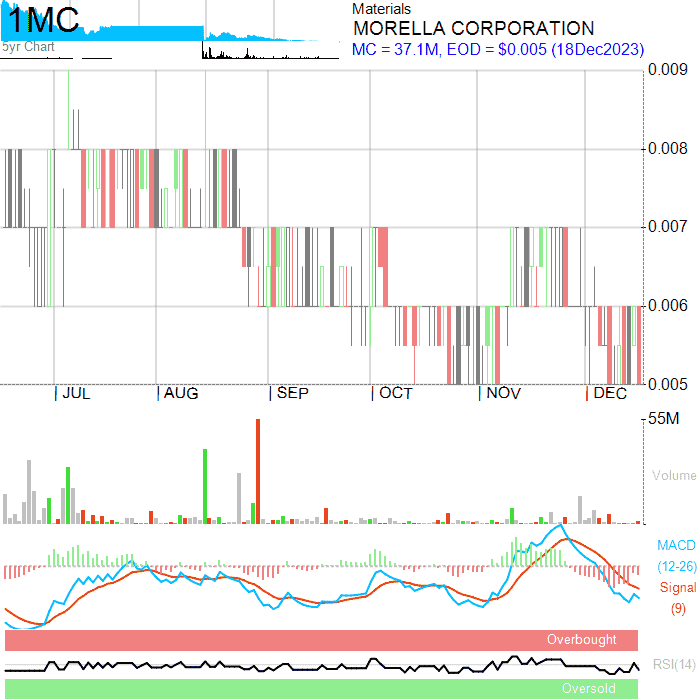 1MC
5yr Chart
Materials
MORELLA CORPORATION
MC = 37.1M, EOD = $0.005 (18Dec2023)
0.009
0.008
0.007
0.006
0.005
JUL AUG SEP OCT NOV DEC
55M
Volume
MACD
(12-26)
Signal
(9)
Overbought
RSI(14)
Oversold